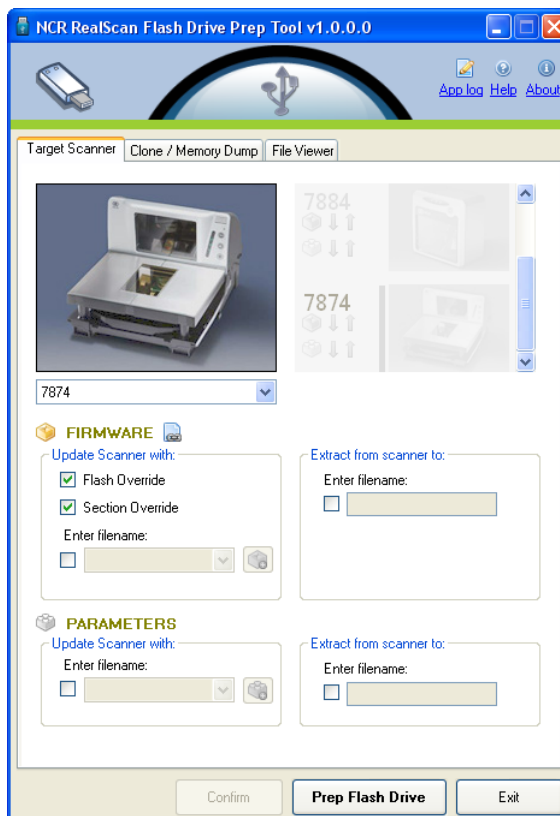 NCR RealScan Flash Drive Prep Tool v1.0.0.0
App log Help About
Target Scanner Clone / Memory Dump File Viewer
7884
7874
7874
FIRMWARE
Update Scanner with: Extract from scanner to:
Flash Override Enter filename:
Section Override
Enter filename:
PARAMETERS
Update Scanner with: Extract from scanner to:
Enter filename: Enter filename:
Confirm Prep Flash Drive Exit